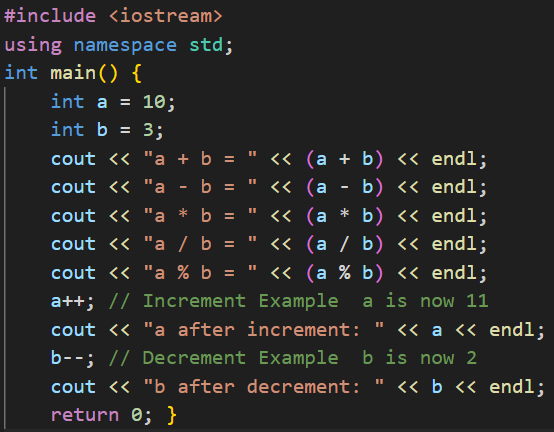 #include <iostream>
using namespace std;
int main() {
    int a = 10;
    int b = 3;
    cout << "a + b = " << (a + b) << endl;
    cout << "a - b = " << (a - b) << endl;
    cout << "a * b = " << (a * b) << endl;
    cout << "a / b = " << (a / b) << endl;
    cout << "a % b = " << (a % b) << endl;
    a++; // Increment Example  a is now 11
    cout << "a after increment: " << a << endl;
    b--; // Decrement Example  b is now 2
    cout << "b after decrement: " << b << endl;
    return 0; }